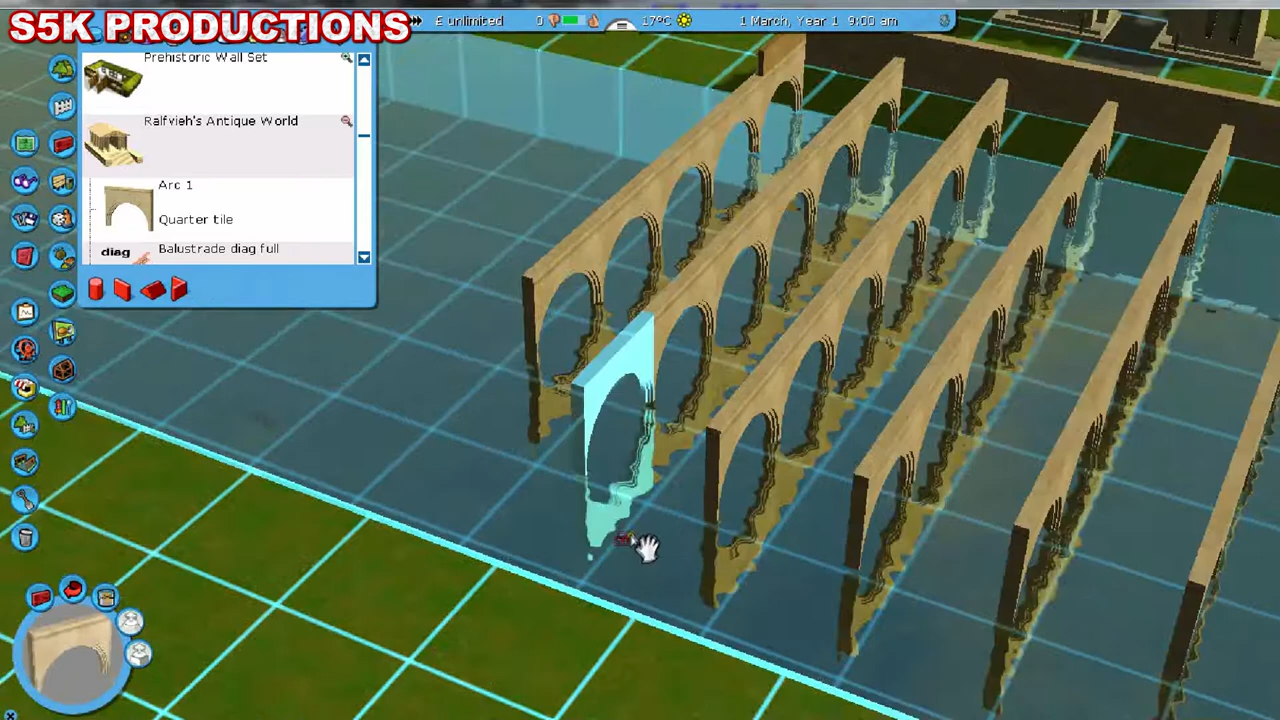 S5K PRODUCTIONS
£ unlimited
0
17°C
1 March, Year 1 9:00 am
Prehistoric Wall Set
Ralfvieh's Antique World
Arc 1
Quarter tile
diag
Balustrade diag full